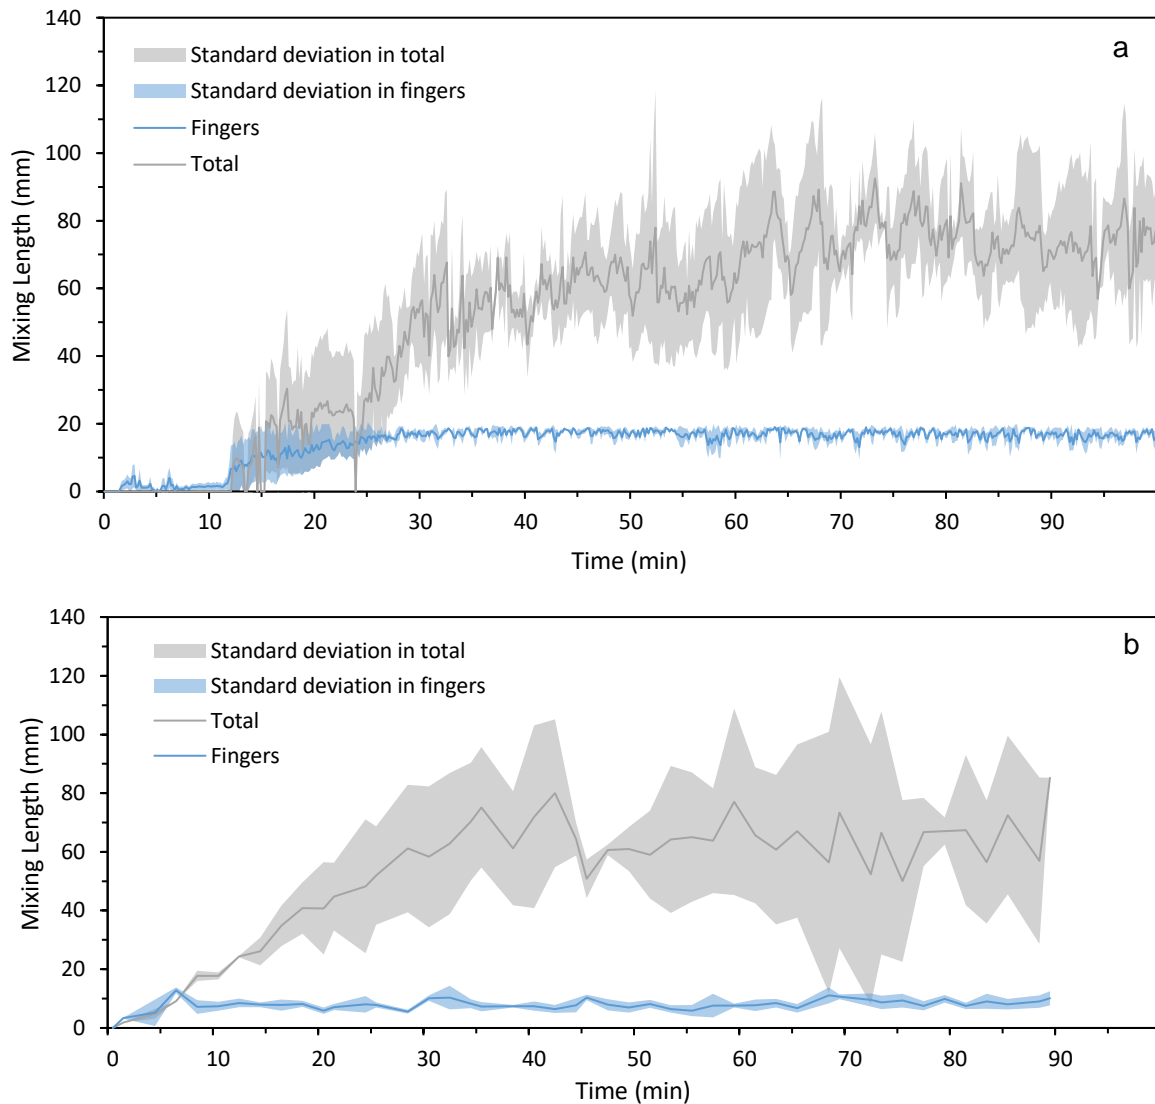 140
120
100
80
60
40
20
0
Mixing Length (mm)
Standard deviation in total
Standard deviation in fingers
Fingers
Total
a
0 10 20 30 40 50 60 70 80 90
Time (min)
140
120
100
80
60
40
20
0
Mixing Length (mm)
Standard deviation in total
Standard deviation in fingers
Total
Fingers
b
0 10 20 30 40 50 60 70 80 90
Time (min)